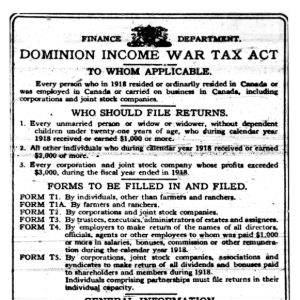 FINANCE DEPARTMENT.
DOMINION INCOME WAR TAX ACT
TO WHOM APPLICABLE.
Every person who in 1918 resided or ordinarily resided in Canada or
was employed in Canada or carried on business in Canada, including
corporations and joint stock companies.
WHO SHOULD FILE RETURNS.
1. Every unmarried person or widow or widower, without dependent
children under twenty-one years of age, who during calendar year
1918 received or earned $1,000 or more.
2. All other individuals who during calendar year 1918 received or earned
$2,000 or more.
3. Every corporation and joint stock company whose profits exceeded
$3,000, during the fiscal year ended in 1918.
FORMS TO BE FILLED IN AND FILED.
FORM T1. By individuals, other than farmers and ranchers.
FORM T1A. By farmers and ranchers.
FORM T2. By corporations and joint stock companies.
FORM T3. By trustees, executors, administrators of estates and assignees.
FORM T4. By employers to make return of the names of all directors,
officials, agents or other employees to whom was paid $1,000
or more in salaries, bonuses, commission or other remunera-
tion during the calendar year 1918.
FORM T5. By corporations, joint stock companies, associations and
syndicates to make return of all dividends and bonuses paid
to shareholders and members during 1918.
Individuals comprising partnerships must file returns in their
individual capacity.
GENERAL INFORMATION